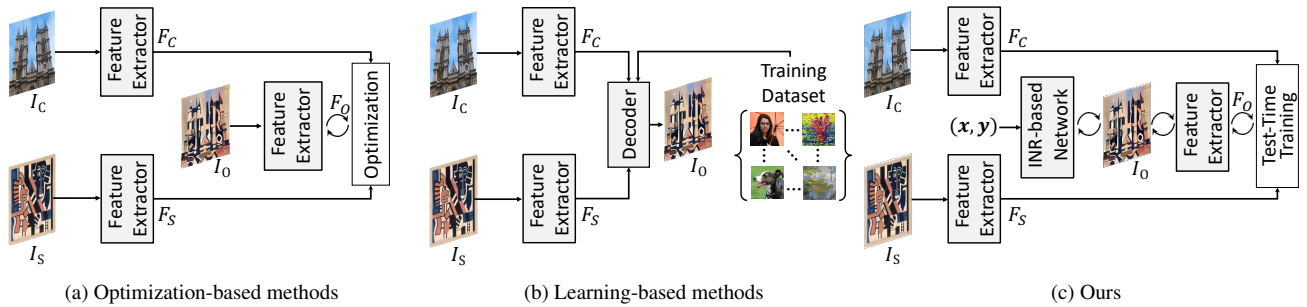 Feature
Extractor
F_C
I_C
Feature
Extractor
F_O
I_O
Optimization
Feature
Extractor
F_S
I_S
(a) Optimization-based methods
Feature
Extractor
F_C
I_C
Decoder
I_O
Training
Dataset
Feature
Extractor
F_S
I_S
(b) Learning-based methods
Feature
Extractor
F_C
I_C
(x, y)
INR-based
Network
I_O
Feature
Extractor
F_O
Test-Time
Training
Feature
Extractor
F_S
I_S
(c) Ours